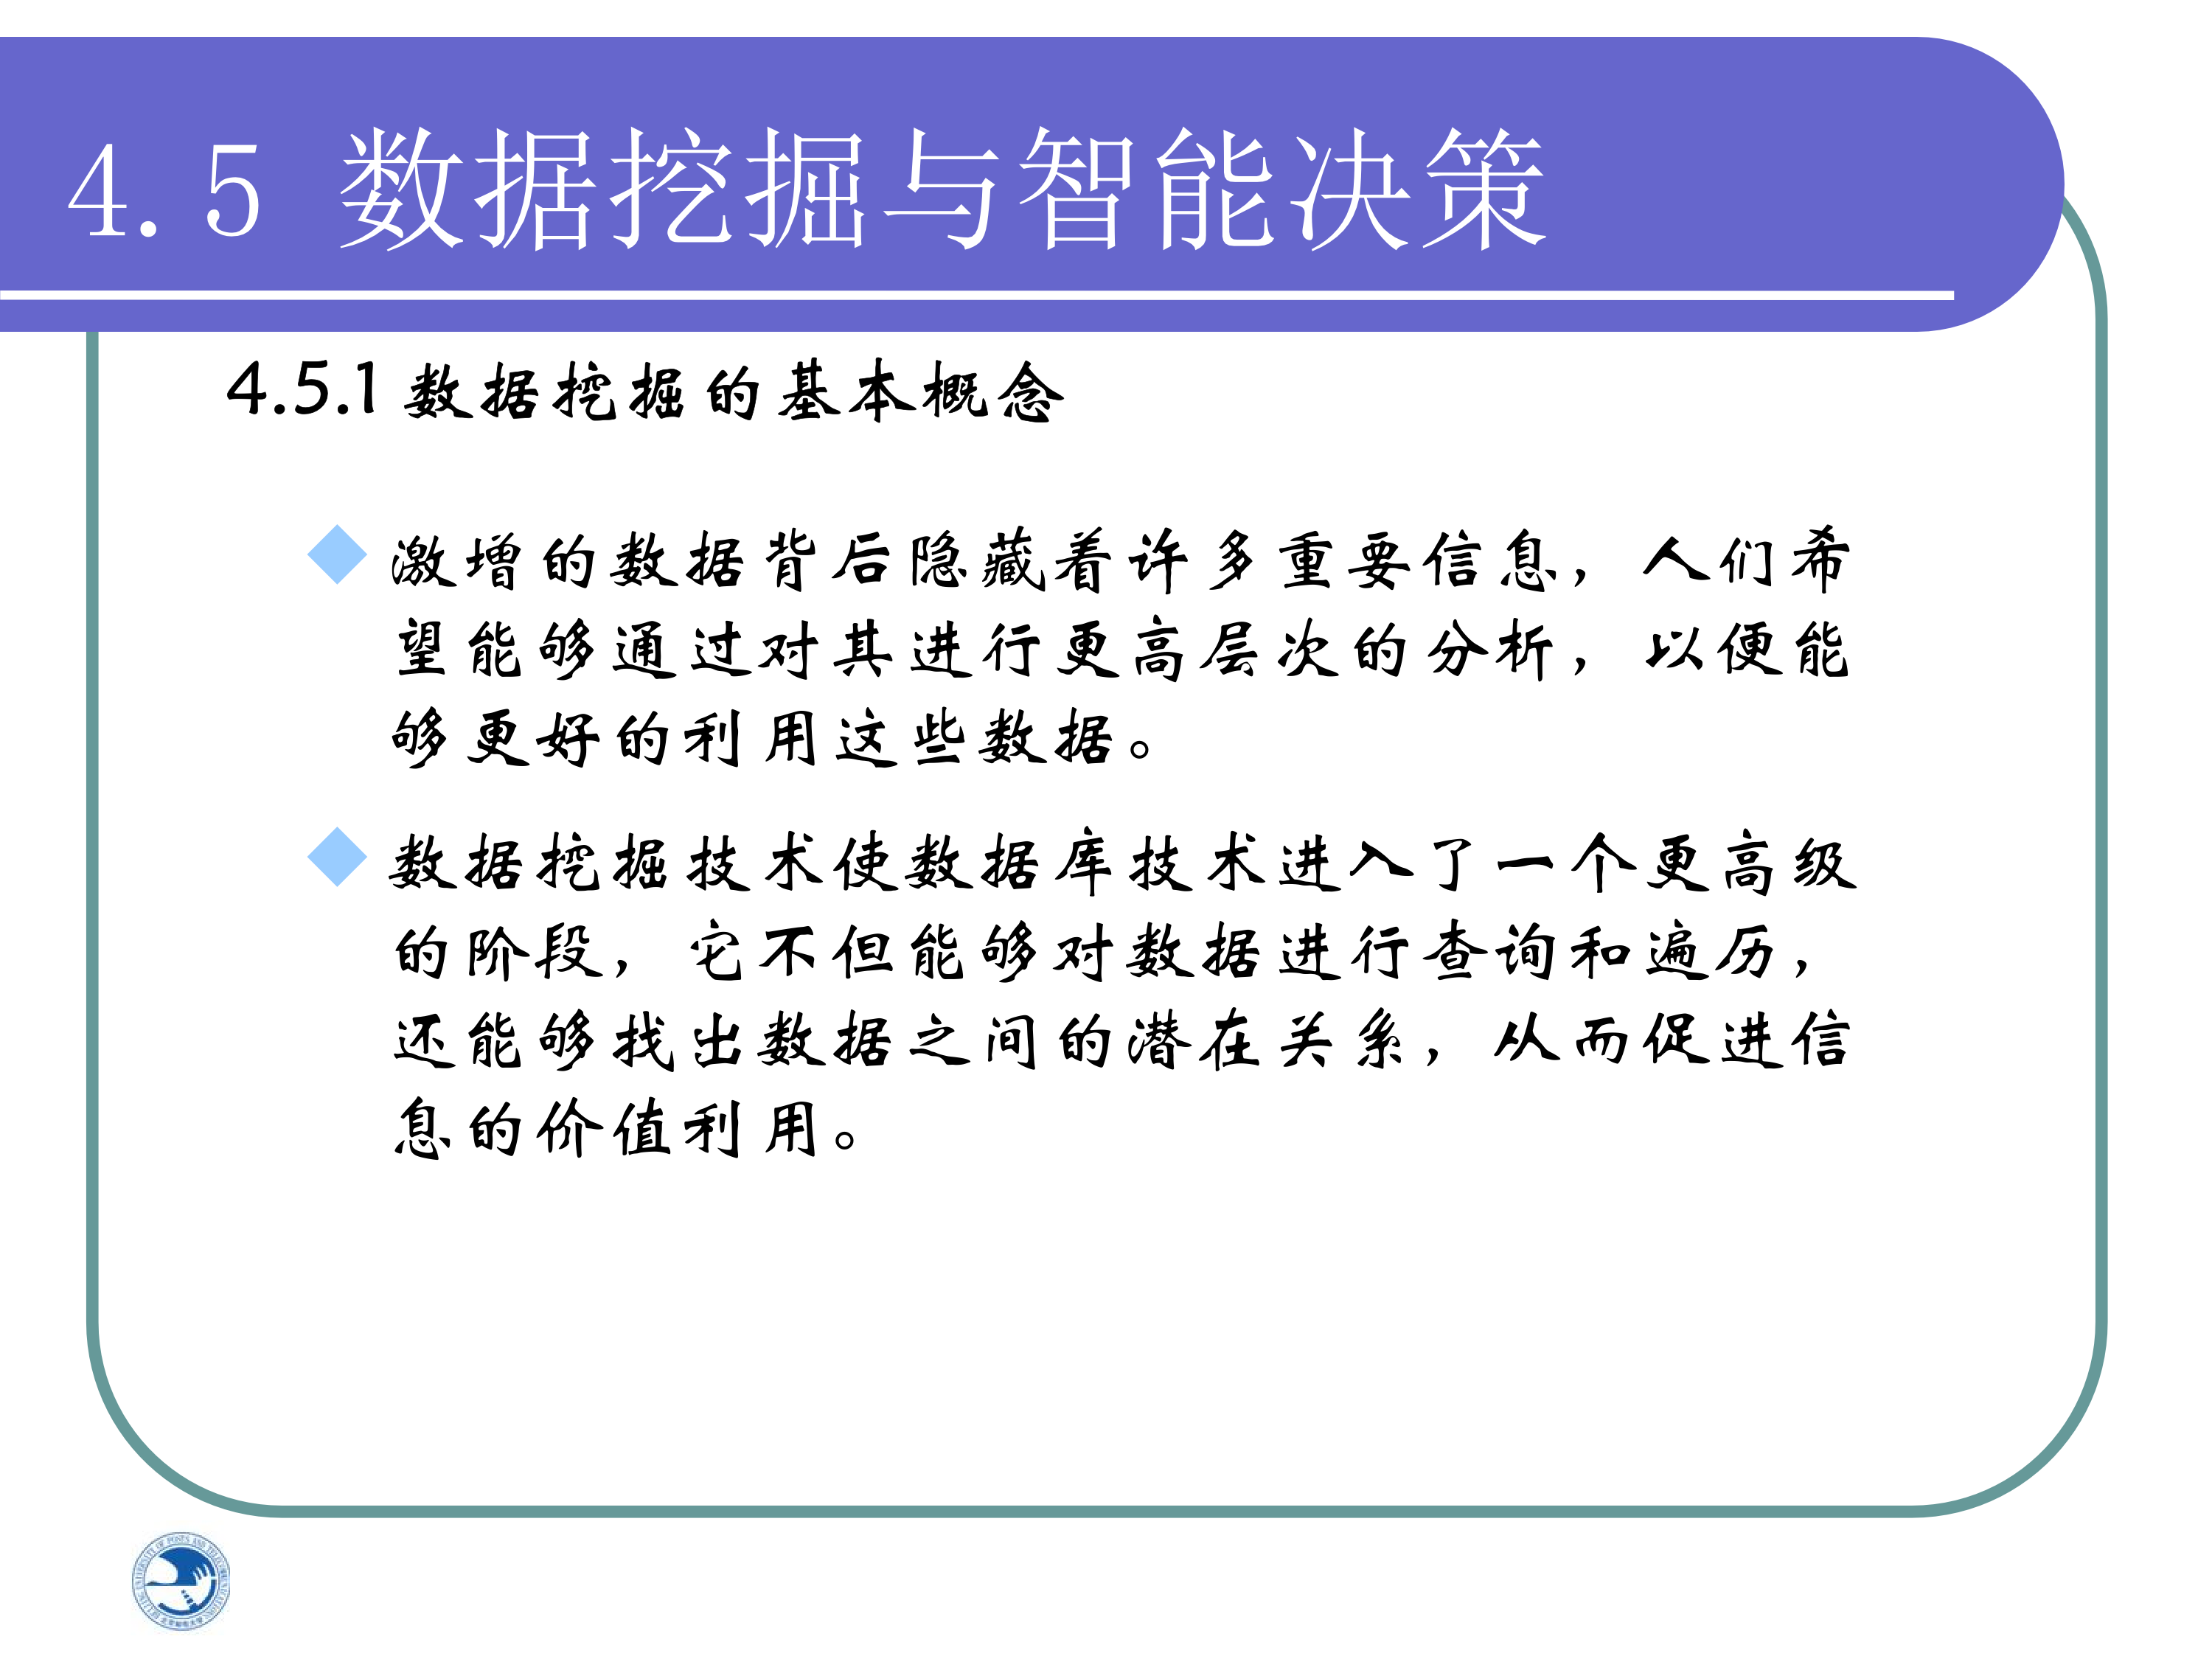 4.5 数据挖掘与智能决策
4.5.1 数据挖掘的基本概念
激增的数据背后隐藏着许多重要信息，人们希
望能够通过对其进行更高层次的分析，以便能
够更好的利用这些数据。
数据挖掘技术使数据库技术进入了一个更高级
的阶段，它不但能够对数据进行查询和遍历，
还能够找出数据之间的潜在关系，从而促进信
息的价值利用。